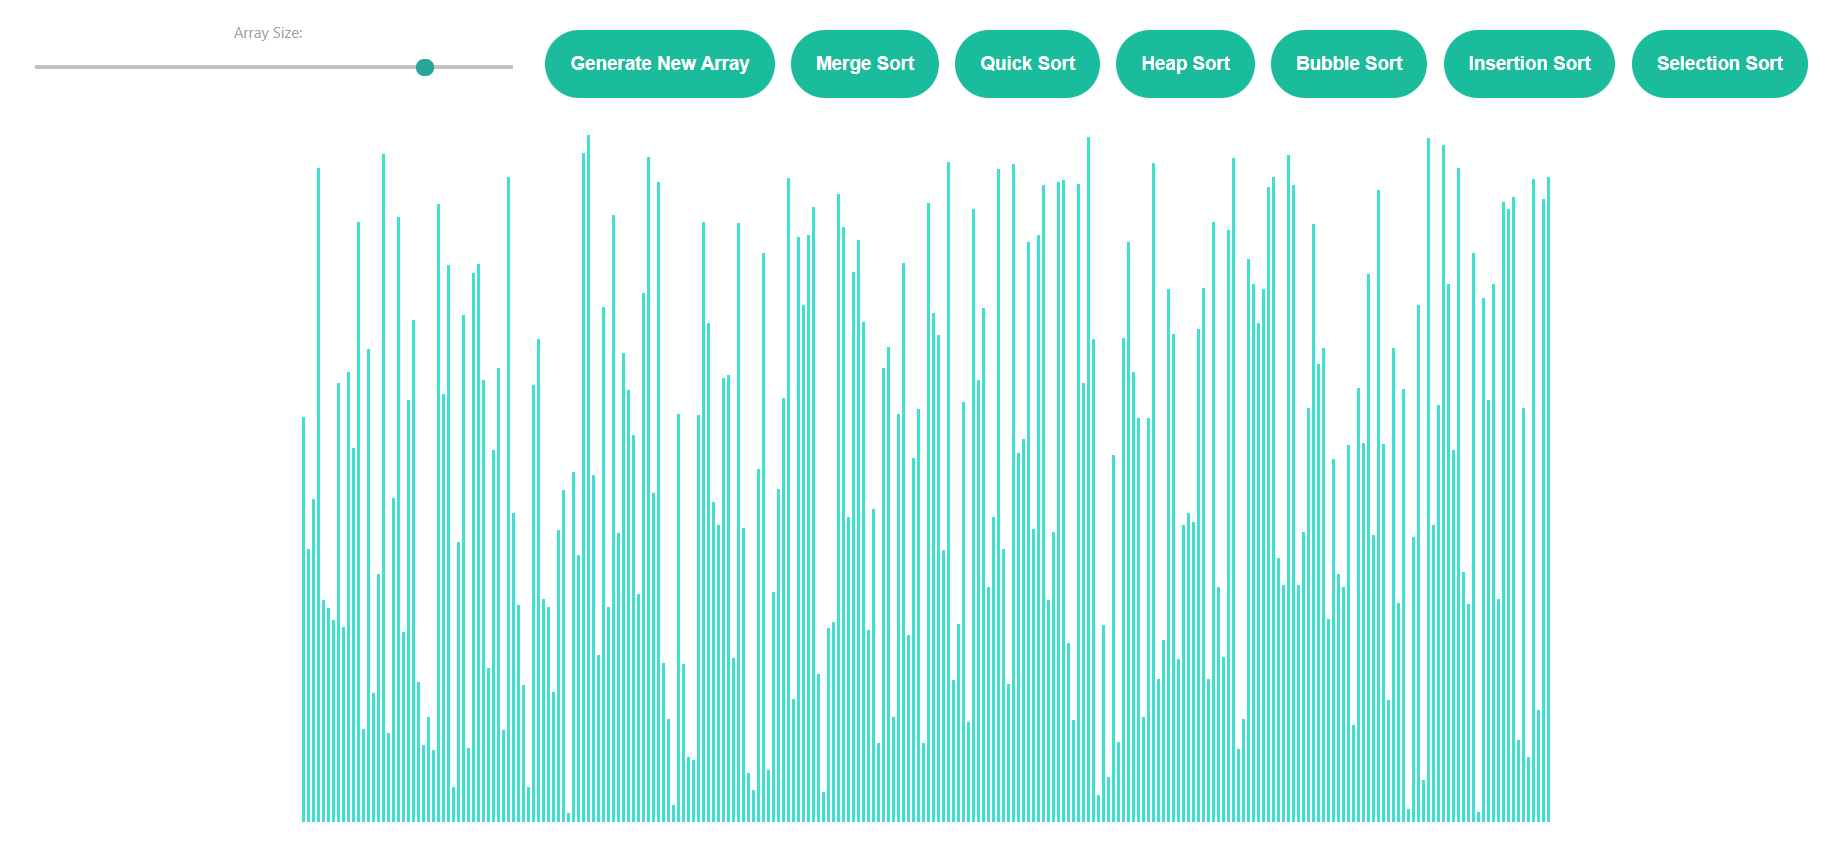 Array Size:
Generate New Array
Merge Sort
Quick Sort
Heap Sort
Bubble Sort
Insertion Sort
Selection Sort